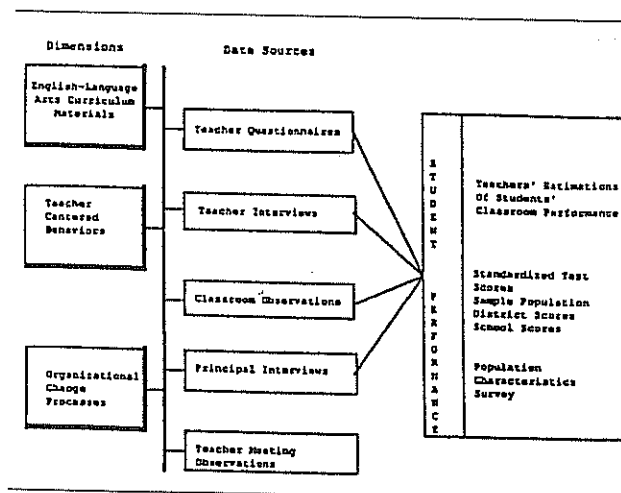 Dimensions
Data Sources
English-Language
Arts Curriculum
Materials
Teacher
Centered
Behaviors
Organizational
Change
Processes
Teacher Questionnaires
Teacher Interviews
Classroom Observations
Principal Interviews
Teacher Meeting
Observations
STUDENT PERFORMANCE
Teachers' Estimations
Of Students'
Classroom Performance
Standardized Test
Scores
Sample Population
District Scores
School Scores
Population
Characteristics
Survey